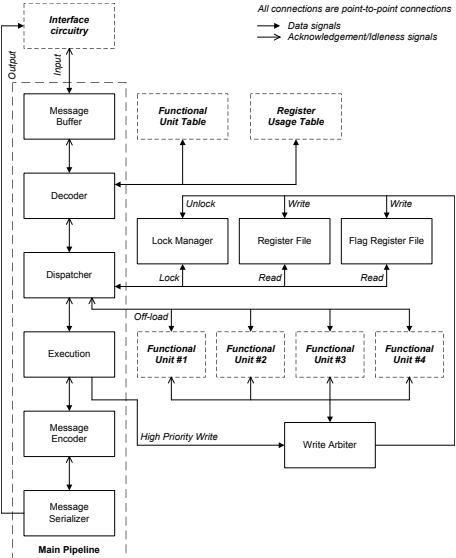 All connections are point-to-point connections
Data signals
Acknowledgement/Idleness signals
Interface
circuitry
Output
Input
Message
Buffer
Functional
Unit Table
Register
Usage Table
Decoder
Unlock
Write
Write
Lock Manager
Register File
Flag Register File
Dispatcher
Lock
Read
Read
Off-load
Execution
Functional
Unit #1
Functional
Unit #2
Functional
Unit #3
Functional
Unit #4
Message
Encoder
High Priority Write
Write Arbiter
Message
Serializer
Main Pipeline